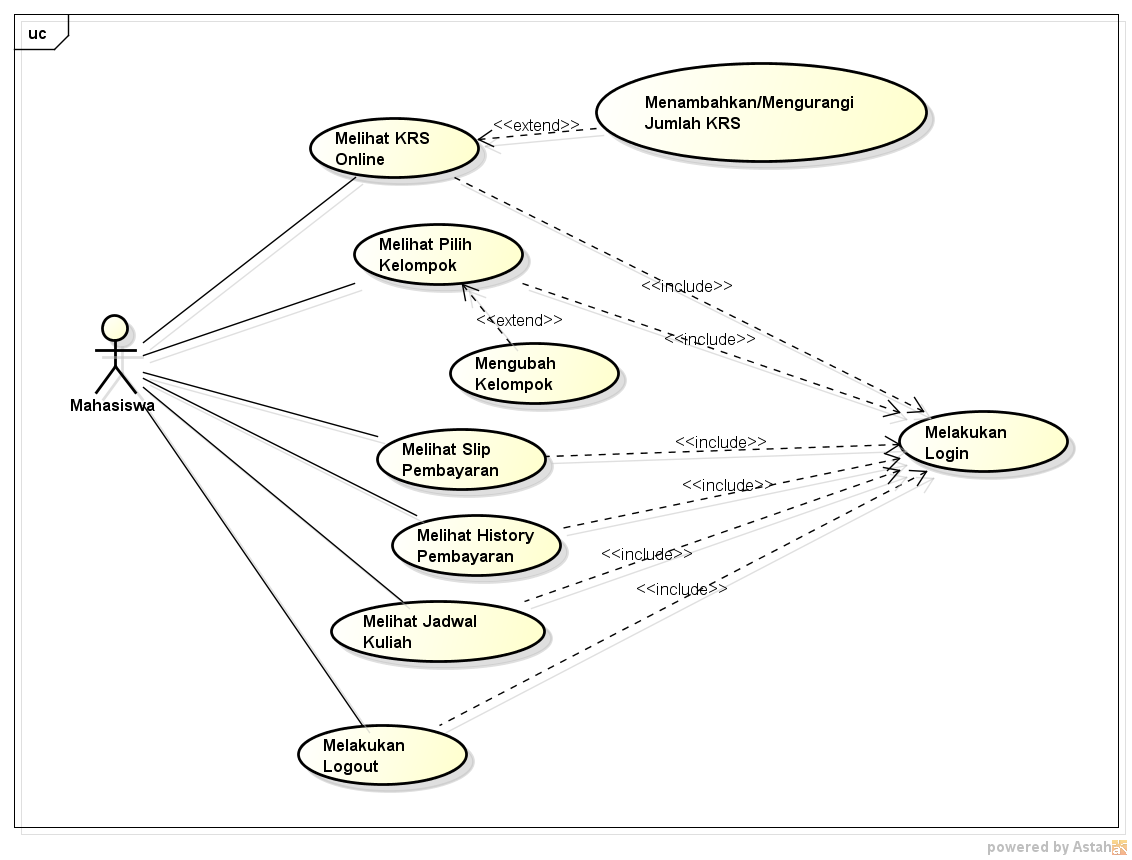 uc
Menambahkan/Mengurangi
Jumlah KRS
<<extend>>
Melihat KRS
Online
Melihat Pilih
Kelompok
<<include>>
<<extend>>
<<include>>
Mengubah
Kelompok
Mahasiswa
Melakukan
Login
Melihat Slip
Pembayaran
<<include>>
<<include>>
Melihat History
Pembayaran
<<include>>
<<include>>
Melihat Jadwal
Kuliah
Melakukan
Logout
powered by Astah